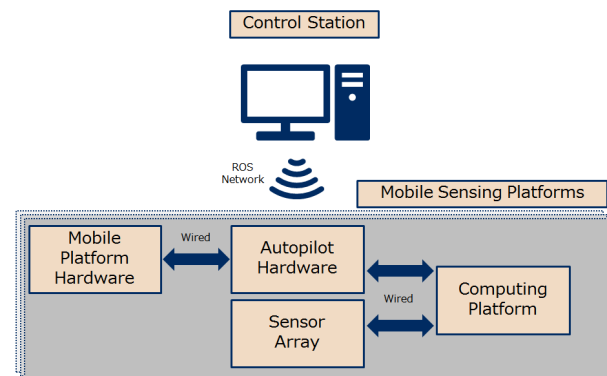 Control Station
ROS
Network
Mobile Sensing Platforms
Mobile
Platform
Hardware
Wired
Autopilot
Hardware
Sensor
Array
Wired
Computing
Platform